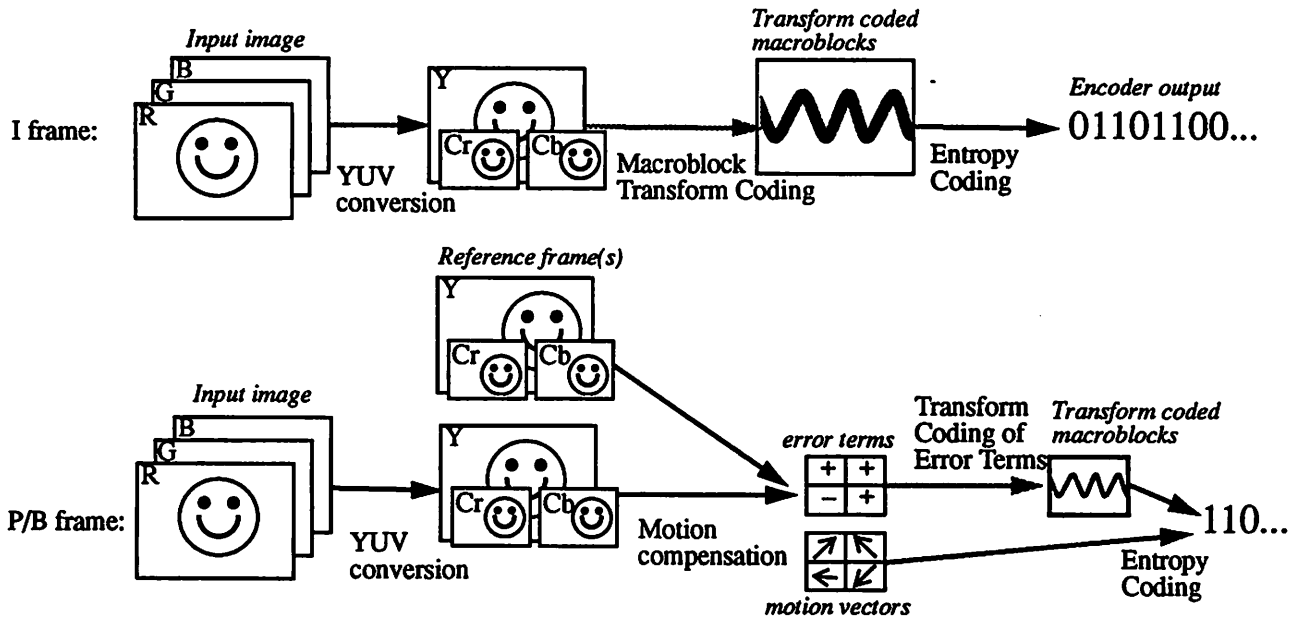 Input image
B
G
R
I frame:
YUV
conversion
Y
Cr
Cb
Macroblock
Transform Coding
Transform coded
macroblocks
Entropy
Coding
Encoder output
01101100...
Reference frame(s)
Y
Cr
Cb
Input image
B
G
R
P/B frame:
YUV
conversion
Y
Cr
Cb
Motion
compensation
error terms
+ +
− +
motion vectors
Transform
Coding of
Error Terms
Transform coded
macroblocks
110...
Entropy
Coding